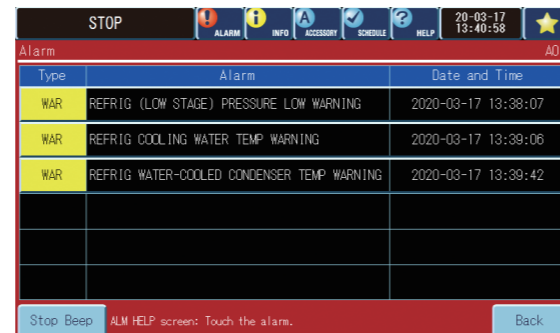 STOP
ALARM
INFO
ACCESSORY
SCHEDULE
HELP
20-03-17
13:40:58
Alarm
Type Alarm Date and Time
WAR REFRIG (LOW STAGE) PRESSURE LOW WARNING 2020-03-17 13:38:07
WAR REFRIG COOLING WATER TEMP WARNING 2020-03-17 13:39:06
WAR REFRIG WATER-COOLED CONDENSER TEMP WARNING 2020-03-17 13:39:42
Stop Beep ALM HELP screen: Touch the alarm. Back